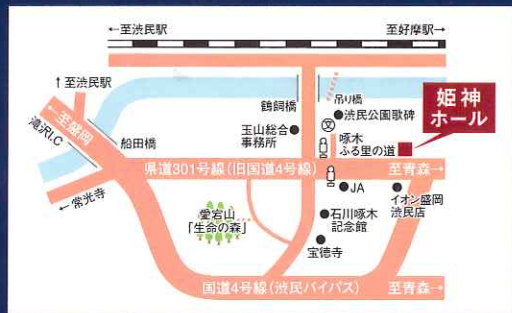 ←至渋民駅
至好摩駅→
↑至渋民駅
鶴飼橋
吊り橋
渋民公園歌碑
姫神
ホール
←至盛岡
滝沢I.C
船田橋
玉山総合
事務所
啄木
ふる里の道
県道301号線(旧国道4号線)
至青森→
JA
イオン盛岡
渋民店
←常光寺
愛宕山
「生命の森」
石川啄木
記念館
宝徳寺
国道4号線(渋民バイパス)
至青森→